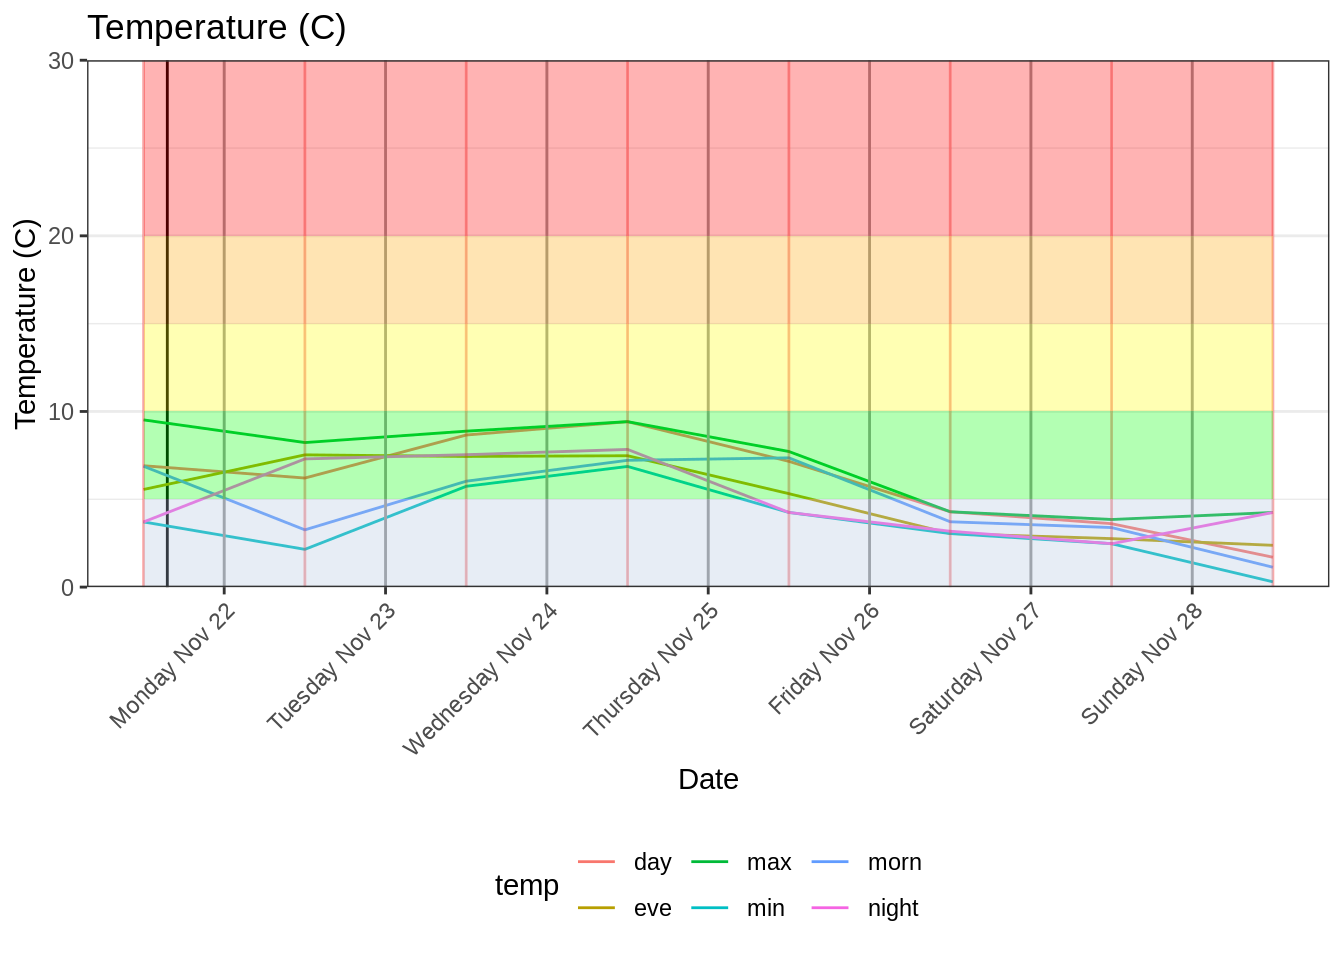 Temperature (C)
30
20
10
0
Temperature (C)
Monday Nov 22
Tuesday Nov 23
Wednesday Nov 24
Thursday Nov 25
Friday Nov 26
Saturday Nov 27
Sunday Nov 28
Date
temp
day
max
morn
eve
min
night